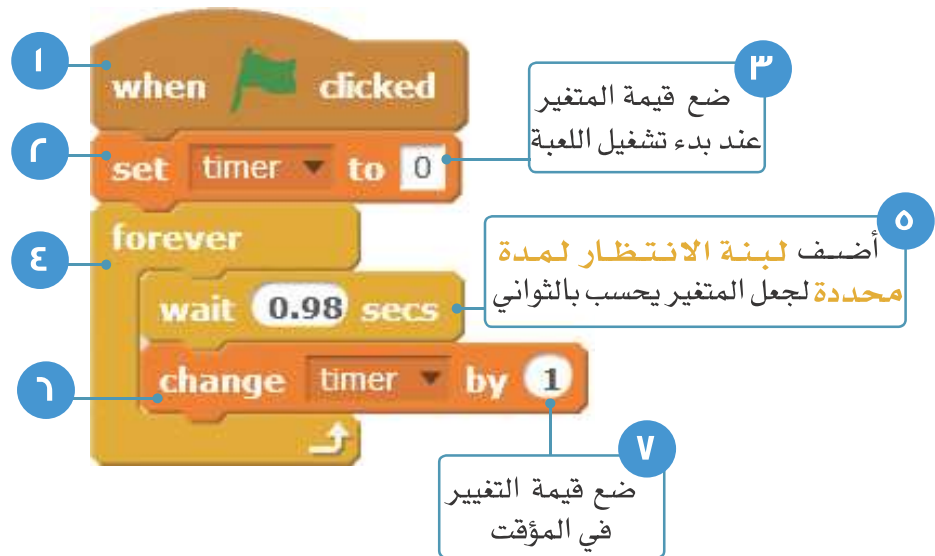 ١
when clicked
٢
set timer to 0
٣
ضع قيمة المتغير
عند بدء تشغيل اللعبة
٤
forever
٥
أضف لبنة الانتظار لمدة
محددة لجعل المتغير يحسب بالثواني
wait 0.98 secs
٦
change timer by 1
٧
ضع قيمة التغيير
في المؤقت